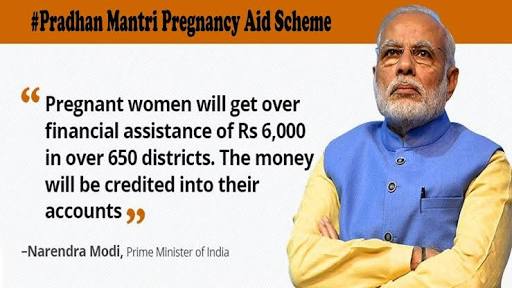 #Pradhan Mantri Pregnancy Aid Scheme
“ Pregnant women will get over
financial assistance of Rs 6,000
in over 650 districts. The money
will be credited into their
accounts ”
–Narendra Modi, Prime Minister of India